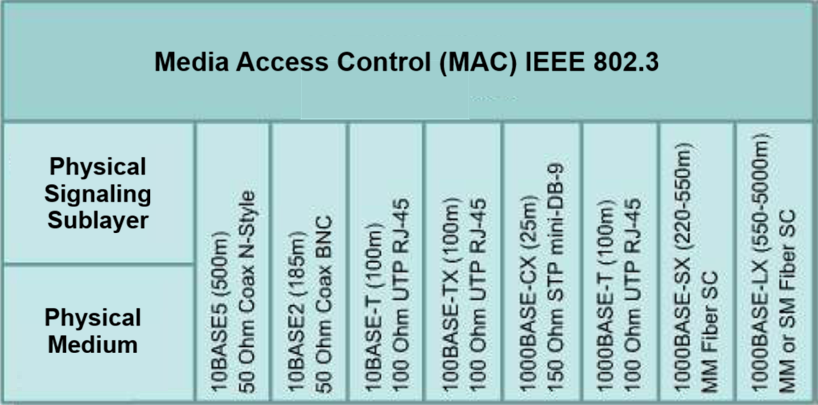 Media Access Control (MAC) IEEE 802.3
Physical
Signaling
Sublayer
Physical
Medium
10BASE5 (500m)
50 Ohm Coax N-Style
10BASE2 (185m)
50 Ohm Coax BNC
10BASE-T (100m)
100 Ohm UTP RJ-45
100BASE-TX (100m)
100 Ohm UTP RJ-45
1000BASE-CX (25m)
150 Ohm STP mini-DB-9
1000BASE-T (100m)
100 Ohm UTP RJ-45
1000BASE-SX (220-550m)
MM Fiber SC
1000BASE-LX (550-5000m)
MM or SM Fiber SC